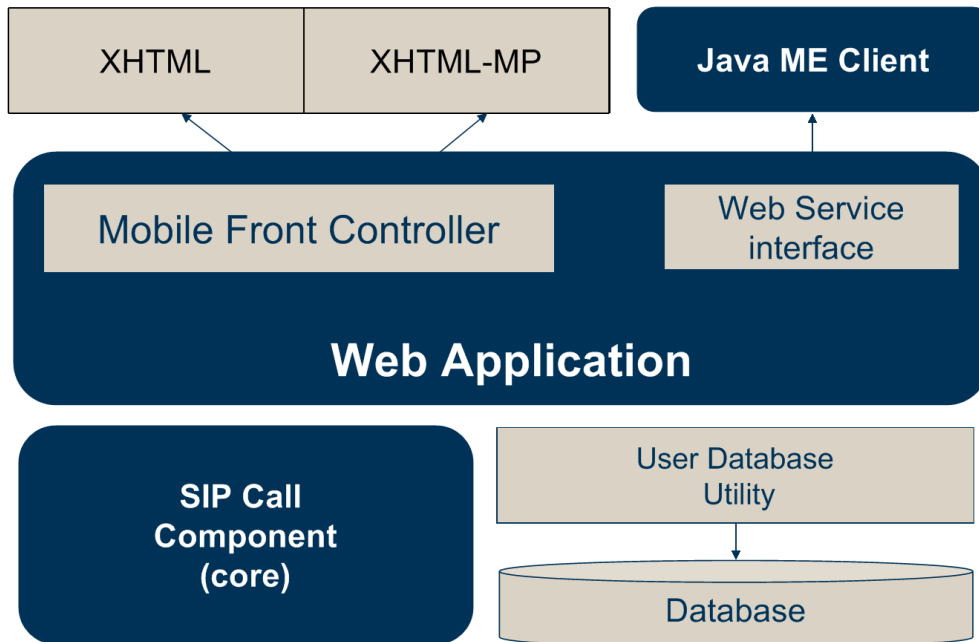 XHTML
XHTML-MP
Java ME Client
Mobile Front Controller
Web Service
interface
Web Application
SIP Call
Component
(core)
User Database
Utility
Database